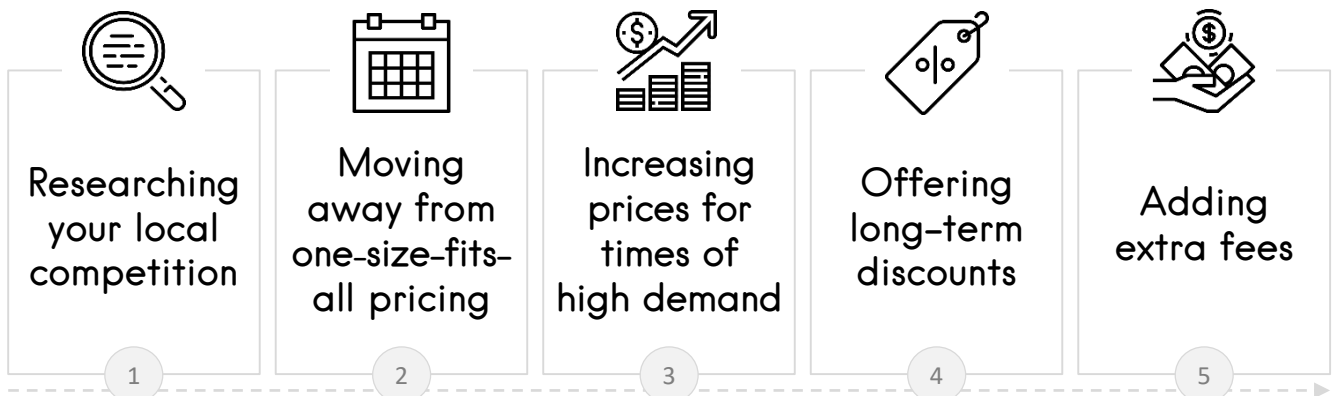 Researching
your local
competition
1
Moving
away from
one-size-fits-
all pricing
2
$
Increasing
prices for
times of
high demand
3
%
Offering
long-term
discounts
4
$
Adding
extra fees
5